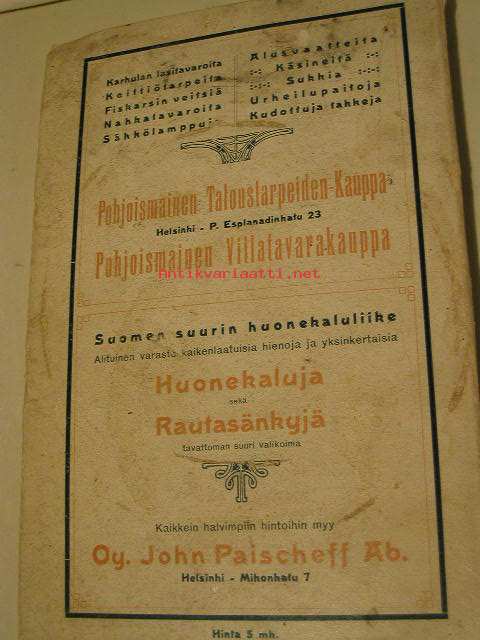 Karhulan lasitavaroita
Keittiötarpeita
Fiskarsin veitsiä
Nahkatavaroita
Sähkölamppuja
Alusvaatteita
Käsineitä
Sukkia
Urheilupaitoja
Kudottuja takkeja
Pohjoismainen Taloustarpeiden-Kauppa
Helsinki - P. Esplanadinkatu 23
Pohjoismainen Villatavarakauppa
antikvariaatti.net
Suomen suurin huonekaluliike
Alituinen varasto kaikenlaatuisia hienoja ja yksinkertaisia
Huonekaluja
sekä
Rautasänkyjä
tavattoman suuri valikoima
Kaikkein halvimpiin hintoihin myy
Oy. John Paischeff Ab.
Helsinki - Mikonkatu 7
Hinta 5 mk.